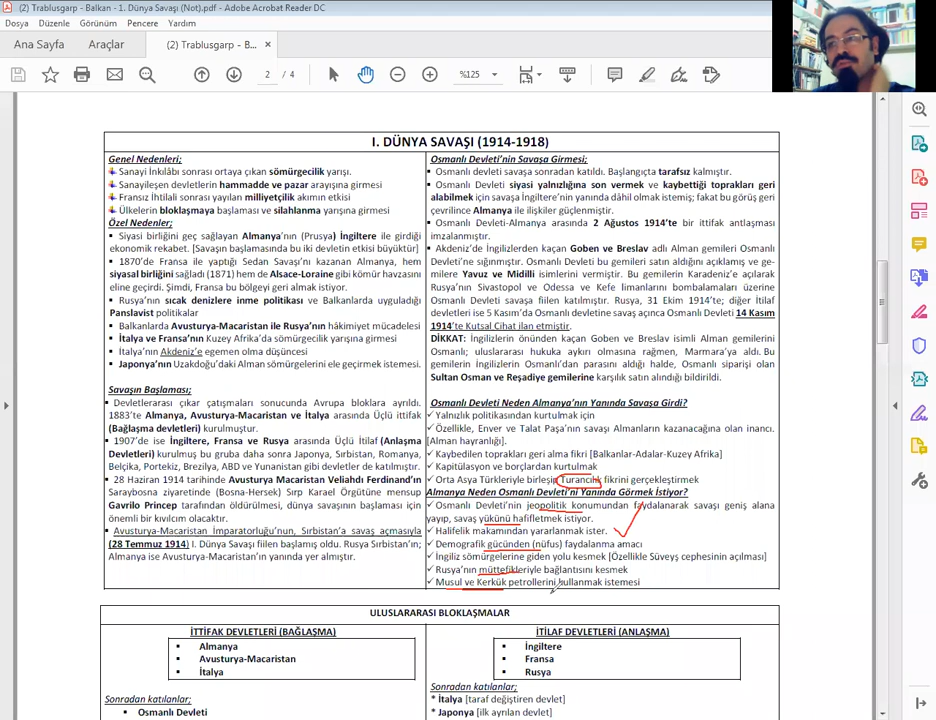 (2) Trablusgarp - Balkan - 1. Dünya Savaşı (Not).pdf - Adobe Acrobat Reader DC
Dosya Düzenle Görünüm Pencere Yardım
Ana Sayfa Araçlar (2) Trablusgarp - B... ×
2 / 4 %125
I. DÜNYA SAVAŞI (1914-1918)
Genel Nedenleri;
Sanayi İnkılâbı sonrası ortaya çıkan sömürgecilik yarışı.
Sanayileşen devletlerin hammadde ve pazar arayışına girmesi
Fransız İhtilali sonrası yayılan milliyetçilik akımın etkisi
Ülkelerin bloklaşmaya başlaması ve silahlanma yarışına girmesi
Özel Nedenler;
▪ Siyasi birliğini geç sağlayan Almanya'nın (Prusya) İngiltere ile girdiği
ekonomik rekabet. [Savaşın başlamasında bu iki devletin etkisi büyüktür]
▪ 1870'de Fransa ile yaptığı Sedan Savaşı'nı kazanan Almanya, hem
siyasal birliğini sağladı (1871) hem de Alsace-Loraine gibi kömür havzasını
eline geçirdi. Şimdi, Fransa bu bölgeyi geri almak istiyor.
▪ Rusya'nın sıcak denizlere inme politikası ve Balkanlarda uyguladığı
Panslavist politikalar
▪ Balkanlarda Avusturya-Macaristan ile Rusya'nın hâkimiyet mücadelesi
▪ İtalya ve Fransa'nın Kuzey Afrika'da sömürgecilik yarışına girmesi
▪ İtalya'nın Akdeniz'e egemen olma düşüncesi
▪ Japonya'nın Uzakdoğu'daki Alman sömürgelerini ele geçirmek istemesi.
Savaşın Başlaması;
▪ Devletlerarası çıkar çatışmaları sonucunda Avrupa bloklara ayrıldı.
1883'te Almanya, Avusturya-Macaristan ve İtalya arasında Üçlü ittifak
(Bağlaşma devletleri) kurulmuştur.
▪ 1907'de ise İngiltere, Fransa ve Rusya arasında Üçlü İtilaf (Anlaşma
Devletleri) kurulmuş bu gruba daha sonra Japonya, Sırbistan, Romanya,
Belçika, Portekiz, Brezilya, ABD ve Yunanistan gibi devletler de katılmıştır.
▪ 28 Haziran 1914 tarihinde Avusturya Macaristan Veliahdı Ferdinand'ın
Saraybosna ziyaretinde (Bosna-Hersek) Sırp Karael Örgütüne mensup
Gavrilo Princep tarafından öldürülmesi, dünya savaşının başlaması için
önemli bir kıvılcım olacaktır.
▪ Avusturya-Macaristan İmparatorluğu'nun, Sırbistan'a savaş açmasıyla
(28 Temmuz 1914) I. Dünya Savaşı fiilen başlamış oldu. Rusya Sırbistan'ın;
Almanya ise Avusturya-Macaristan'ın yanında yer almıştır.
Osmanlı Devleti'nin Savaşa Girmesi;
▪ Osmanlı devleti savaşa sonradan katıldı. Başlangıçta tarafsız kalmıştır.
▪ Osmanlı Devleti siyasi yalnızlığına son vermek ve kaybettiği toprakları geri
alabilmek için savaşa İngiltere'nin yanında dâhil olmak istemiş; fakat bu görüş geri
çevrilince Almanya ile ilişkiler güçlenmiştir.
▪ Osmanlı Devleti-Almanya arasında 2 Ağustos 1914'te bir ittifak antlaşması
imzalanmıştır.
▪ Akdeniz'de İngilizlerden kaçan Goben ve Breslav adlı Alman gemileri Osmanlı
Devleti'ne sığınmıştır. Osmanlı Devleti bu gemileri satın aldığını açıklamış ve ge-
milere Yavuz ve Midilli isimlerini vermiştir. Bu gemilerin Karadeniz'e açılarak
Rusya'nın Sivastopol ve Odessa ve Kefe limanlarını bombalamaları üzerine
Osmanlı Devleti savaşa fiilen katılmıştır. Rusya, 31 Ekim 1914'te; diğer İtilaf
devletleri ise 5 Kasım'da Osmanlı devletine savaş açınca Osmanlı Devleti 14 Kasım
1914'te Kutsal Cihat ilan etmiştir.
DİKKAT: İngilizlerin önünden kaçan Goben ve Breslav isimli Alman gemilerini
Osmanlı; uluslararası hukuka aykırı olmasına rağmen, Marmara'ya aldı. Bu
gemilerin İngilizlerin Osmanlı'dan parasını aldığı halde, Osmanlı siparişi olan
Sultan Osman ve Reşadiye gemilerine karşılık satın alındığı bildirildi.
Osmanlı Devleti Neden Almanya'nın Yanında Savaşa Girdi?
✓ Yalnızlık politikasından kurtulmak için
✓ Özellikle, Enver ve Talat Paşa'nın savaşı Almanların kazanacağına olan inancı.
[Alman hayranlığı].
✓ Kaybedilen toprakları geri alma fikri [Balkanlar-Adalar-Kuzey Afrika]
✓ Kapitülasyon ve borçlardan kurtulmak
✓ Orta Asya Türkleriyle birleşip Turancılık fikrini gerçekleştirmek
Almanya Neden Osmanlı Devleti'ni Yanında Görmek İstiyor?
✓ Osmanlı Devleti'nin jeopolitik konumundan faydalanarak savaşı geniş alana
yayıp, savaş yükünü hafifletmek istiyor.
✓ Halifelik makamından yararlanmak ister.
✓ Demografik gücünden (nüfus) faydalanma amacı
✓ İngiliz sömürgelerine giden yolu kesmek [Özellikle Süveyş cephesinin açılması]
✓ Rusya'nın müttefikleriyle bağlantısını kesmek
✓ Musul ve Kerkük petrollerini kullanmak istemesi
ULUSLARARASI BLOKLAŞMALAR
İTTİFAK DEVLETLERİ (BAĞLAŞMA)
▪ Almanya
▪ Avusturya-Macaristan
▪ İtalya
Sonradan katılanlar;
• Osmanlı Devleti
İTİLAF DEVLETLERİ (ANLAŞMA)
▪ İngiltere
▪ Fransa
▪ Rusya
Sonradan katılanlar;
* İtalya [taraf değiştiren devlet]
* Japonya [ilk ayrılan devlet]